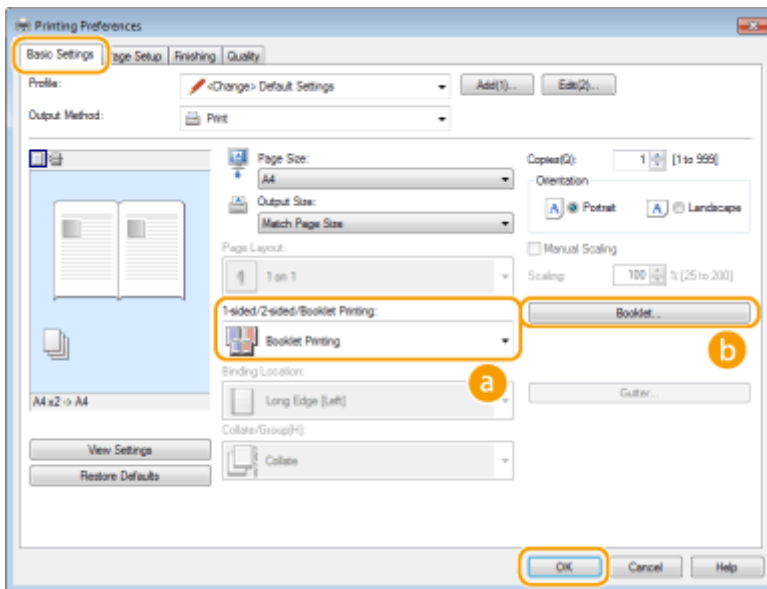 Printing Preferences
Basic Settings
age Setup
Finishing
Quality
Profile:
<Change> Default Settings
Add(1)...
Edit(2)...
Output Method:
Print
Page Size:
A4
Output Size:
Match Page Size
Page Layout:
1 on 1
1-sided/2-sided/Booklet Printing:
Booklet Printing
a
Binding Location:
Long Edge [Left]
Collate/Group(H):
Collate
Copies(Q):
1 [1 to 999]
Orientation
A Portrait
A Landscape
Manual Scaling
Scaling:
100 % [25 to 200]
Booklet...
b
Gutter...
A4 x2 -> A4
View Settings
Restore Defaults
OK
Cancel
Help